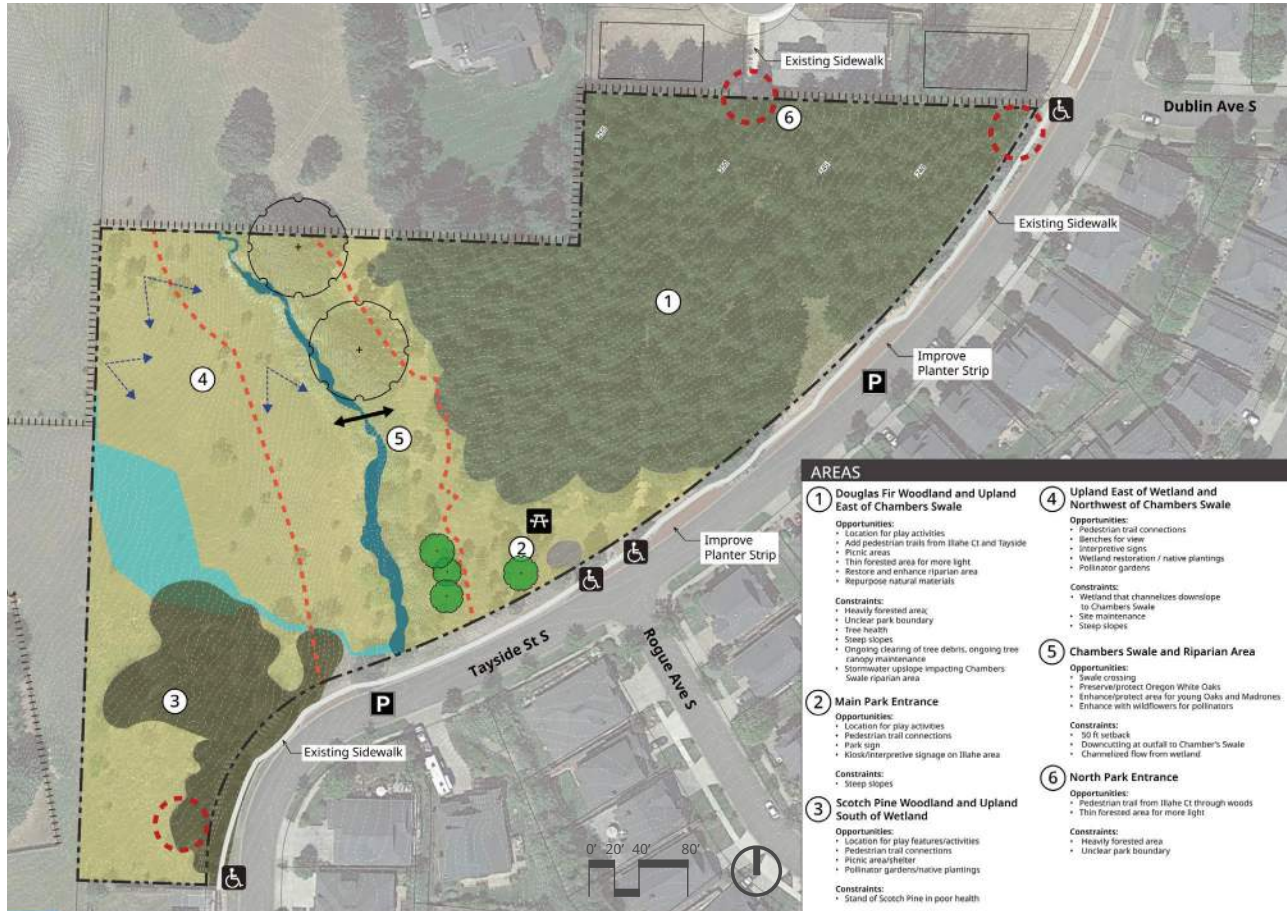 Existing Sidewalk
6
Dublin Ave S
Existing Sidewalk
1
4
Improve
Planter Strip
P
5
2
Improve
Planter Strip
Tayside St S
Rogue Ave S
3
P
Existing Sidewalk
0' 20' 40' 80'
AREAS
1 Douglas Fir Woodland and Upland
East of Chambers Swale
Opportunities:
• Location for play activities
• Add pedestrian trails from Illahe Ct and Tayside
• Picnic areas
• Thin forested area for more light
• Restore and enhance riparian area
• Repurpose natural materials
Constraints:
• Heavily forested area;
• Unclear park boundary
• Tree health
• Steep slopes
• Ongoing clearing of tree debris, ongoing tree
canopy maintenance
• Stormwater upslope impacting Chambers
Swale riparian area
2 Main Park Entrance
Opportunities:
• Location for play activities
• Pedestrian trail connections
• Park sign
• Kiosk/interpretive signage on Illahe area
Constraints:
• Steep slopes
3 Scotch Pine Woodland and Upland
South of Wetland
Opportunities:
• Location for play features/activities
• Pedestrian trail connections
• Picnic area/shelter
• Pollinator gardens/native plantings
Constraints:
• Stand of Scotch Pine in poor health
4 Upland East of Wetland and
Northwest of Chambers Swale
Opportunities:
• Pedestrian trail connections
• Benches for view
• Interpretive signs
• Wetland restoration / native plantings
• Pollinator gardens
Constraints:
• Wetland that channelizes downslope
to Chambers Swale
• Site maintenance
• Steep slopes
5 Chambers Swale and Riparian Area
Opportunities:
• Swale crossing
• Preserve/protect Oregon White Oaks
• Enhance/protect area for young Oaks and Madrones
• Enhance with wildflowers for pollinators
Constraints:
• 50 ft setback
• Downcutting at outfall to Chamber's Swale
• Channelized flow from wetland
6 North Park Entrance
Opportunities:
• Pedestrian trail from Illahe Ct through woods
• Thin forested area for more light
Constraints:
• Heavily forested area
• Unclear park boundary